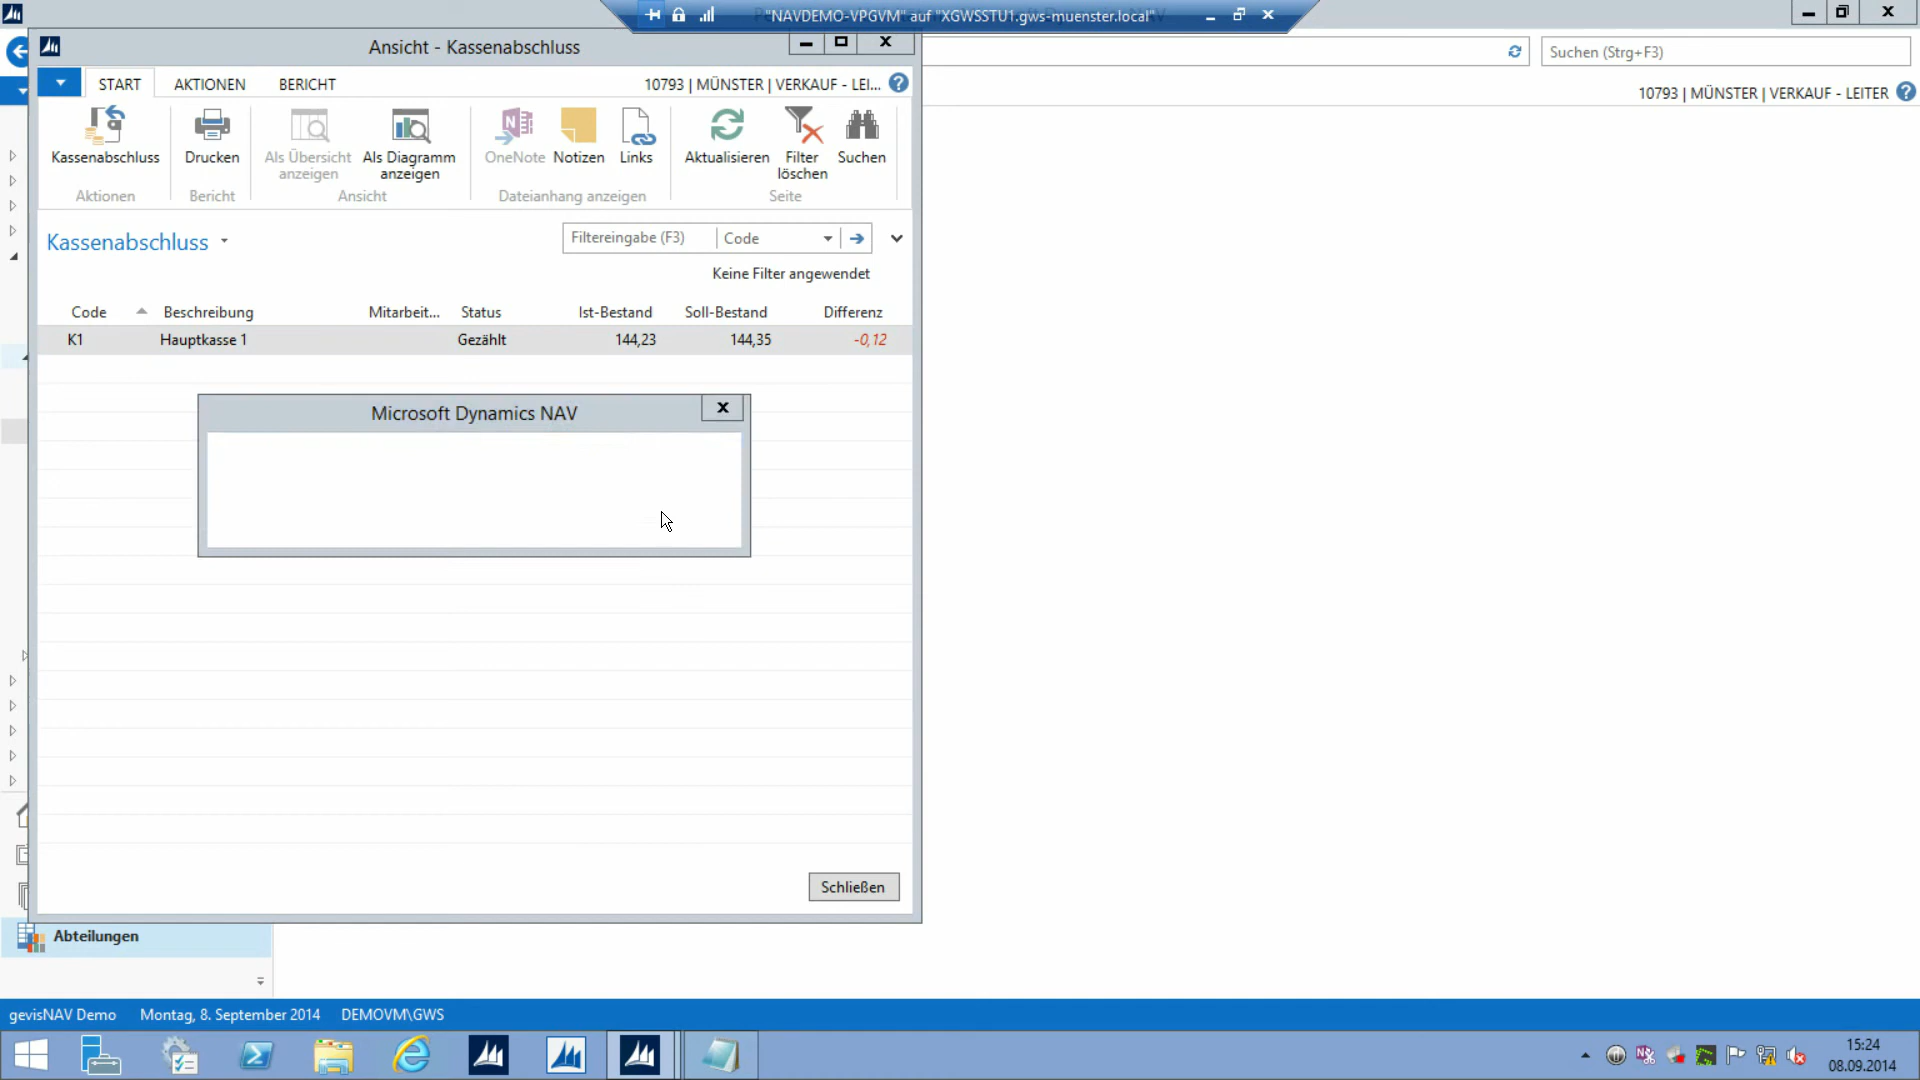 "NAVDEMO-VPGVM" auf "XGWSSTU1.gws-muenster.local"
Ansicht - Kassenabschluss
Suchen (Strg+F3)
START AKTIONEN BERICHT
10793 | MÜNSTER | VERKAUF - LEI...
10793 | MÜNSTER | VERKAUF - LEITER
Kassenabschluss
Drucken
Als Übersicht anzeigen
Als Diagramm anzeigen
OneNote
Notizen
Links
Aktualisieren
Filter löschen
Suchen
Aktionen
Bericht
Ansicht
Dateianhang anzeigen
Seite
Kassenabschluss
Filtereingabe (F3)
Code
Keine Filter angewendet
Code Beschreibung Mitarbeit... Status Ist-Bestand Soll-Bestand Differenz
K1 Hauptkasse 1 Gezählt 144,23 144,35 -0,12
Microsoft Dynamics NAV
Schließen
Abteilungen
gevisNAV Demo Montag, 8. September 2014 DEMOVM\GWS
15:24
08.09.2014